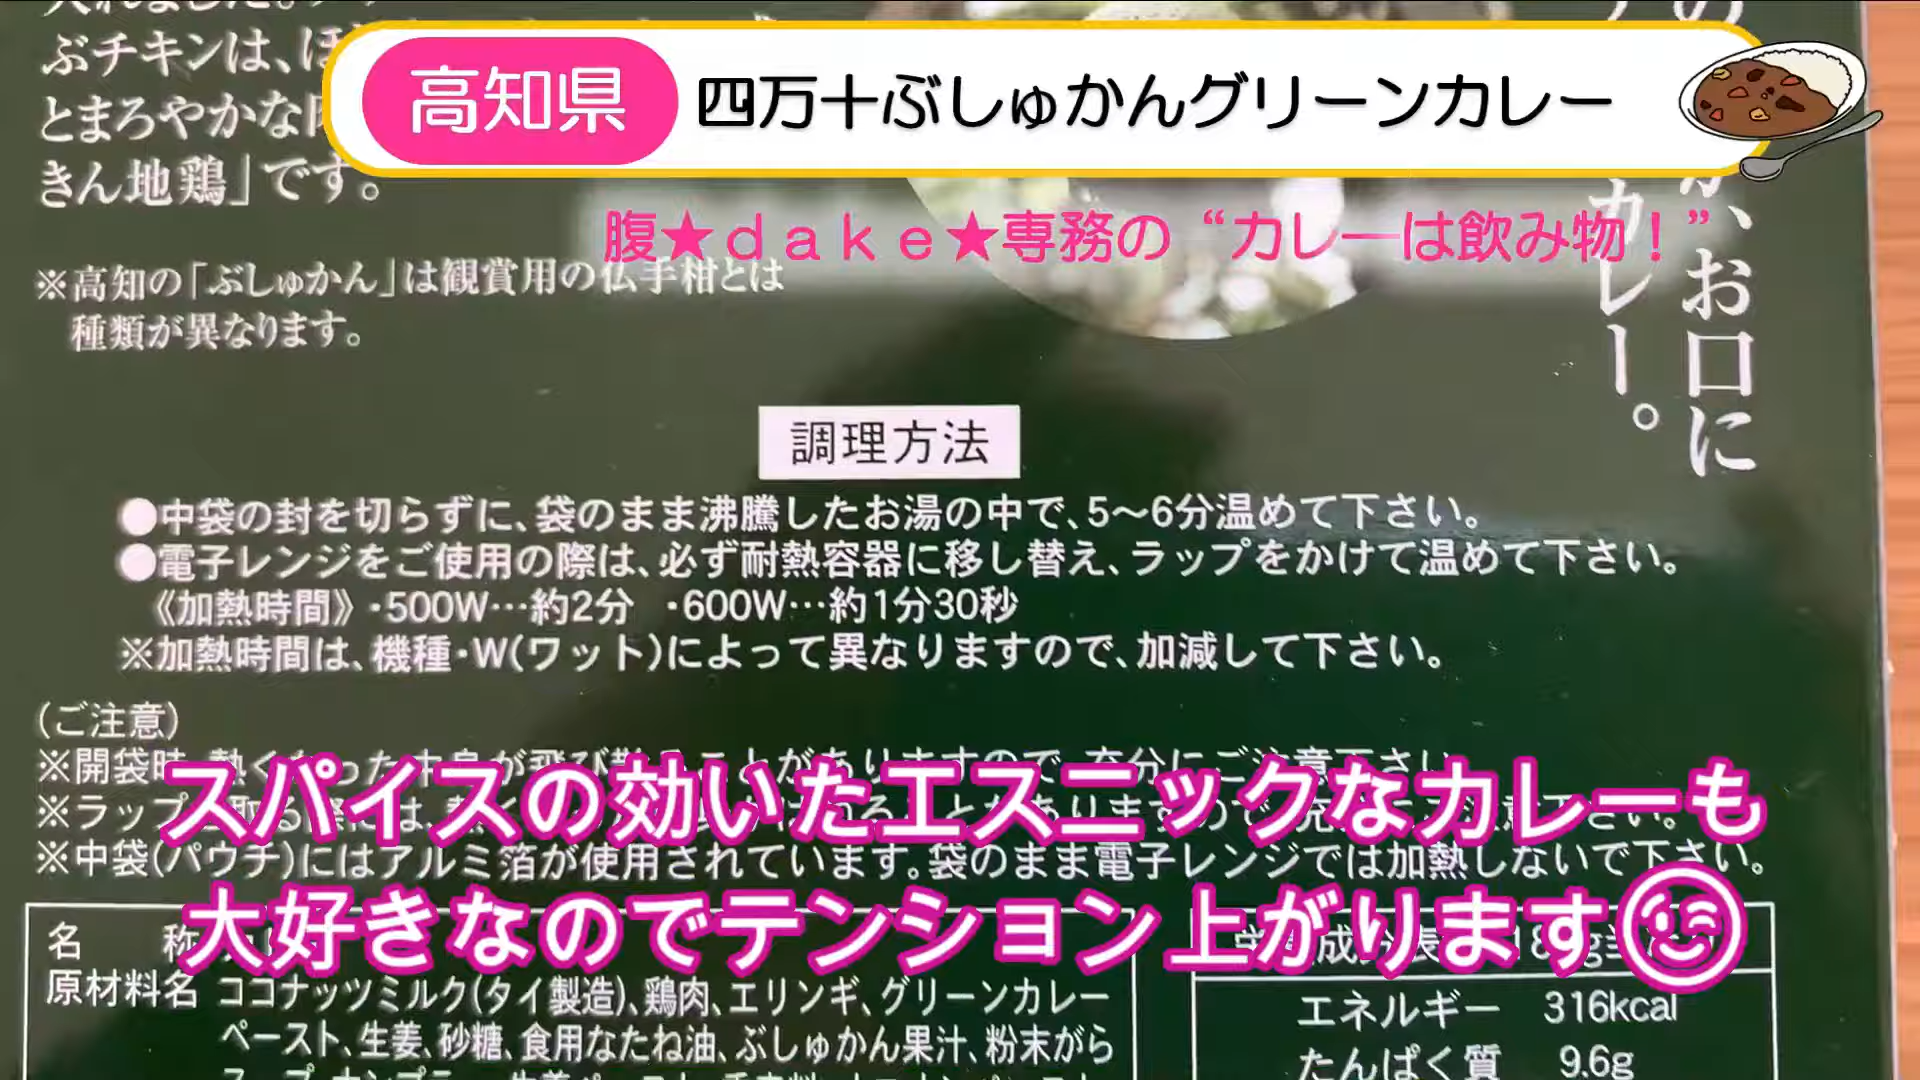 高知県 四万十ぶしゅかんグリーンカレー
腹★dake★専務の“カレーは飲み物！”
ぶチキンは、ほ
とまろやかな
きん地鶏」です。
※高知の「ぶしゅかん」は観賞用の仏手柑とは
種類が異なります。
、お口に
カレー。
調理方法
●中袋の封を切らずに、袋のまま沸騰したお湯の中で、5〜6分温めて下さい。
●電子レンジをご使用の際は、必ず耐熱容器に移し替え、ラップをかけて温めて下さい。
《加熱時間》・500W…約2分 ・600W…約1分30秒
※加熱時間は、機種・W(ワット)によって異なりますので、加減して下さい。
(ご注意)
※開袋時
※ラップ
スパイスの効いたエスニックなカレーも
※中袋(パウチ)にはアルミ箔が使用されています。袋のまま電子レンジでは加熱しないで下さい。
大好きなのでテンション上がります😉
名 称
原材料名 ココナッツミルク(タイ製造)、鶏肉、エリンギ、グリーンカレー
ペースト、生姜、砂糖、食用なたね油、ぶしゅかん果汁、粉末がら
エネルギー 316kcal
たんぱく質 9.6g